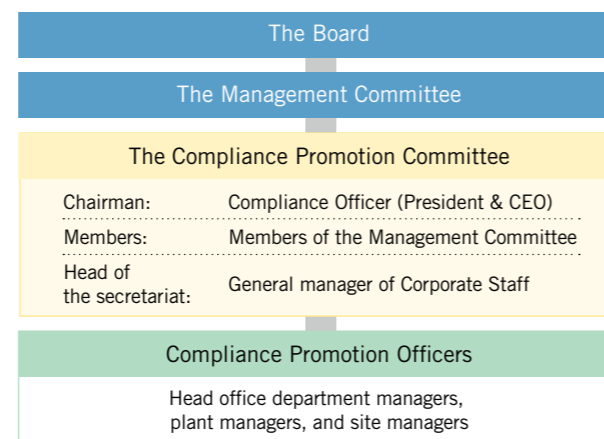 The Board
The Management Committee
The Compliance Promotion Committee
Chairman: Compliance Officer (President & CEO)
Members: Members of the Management Committee
Head of
the secretariat: General manager of Corporate Staff
Compliance Promotion Officers
Head office department managers,
plant managers, and site managers